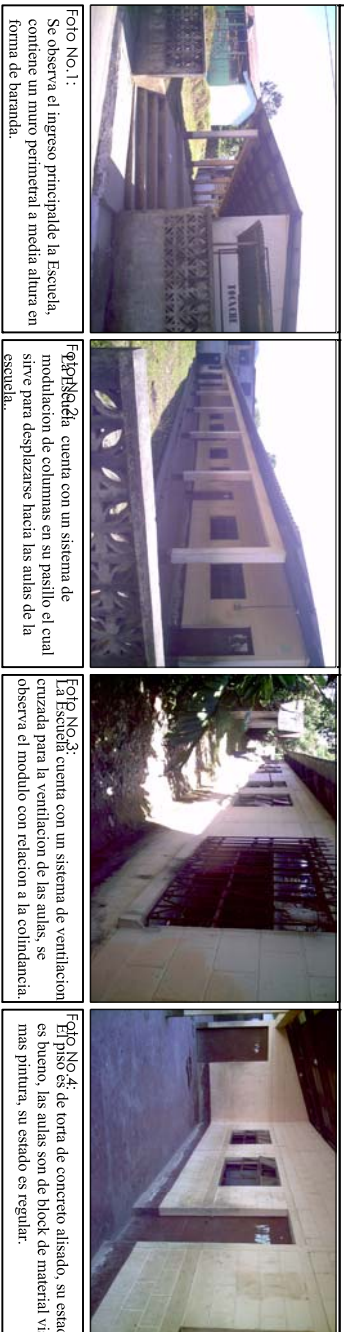 Foto No.1:
Se observa el ingreso principalde la Escuela,
contiene un muro perimetral a media altura en
forma de baranda.
TOCACHE
Foto No.2:
La Escuela cuenta con un sistema de
modulacion de columnas en su pasillo el cual
sirve para desplazarse hacia las aulas de la
escuela..
Foto No.3:
La Escuela cuenta con un sistema de ventilacion
cruzada para la ventilacion de las aulas, se
observa el modulo con relacion a la colindancia.
Foto No.4:
El piso es de torta de concreto alisado, su estad
es bueno, las aulas son de block de material vi
mas pintura, su estado es regular.